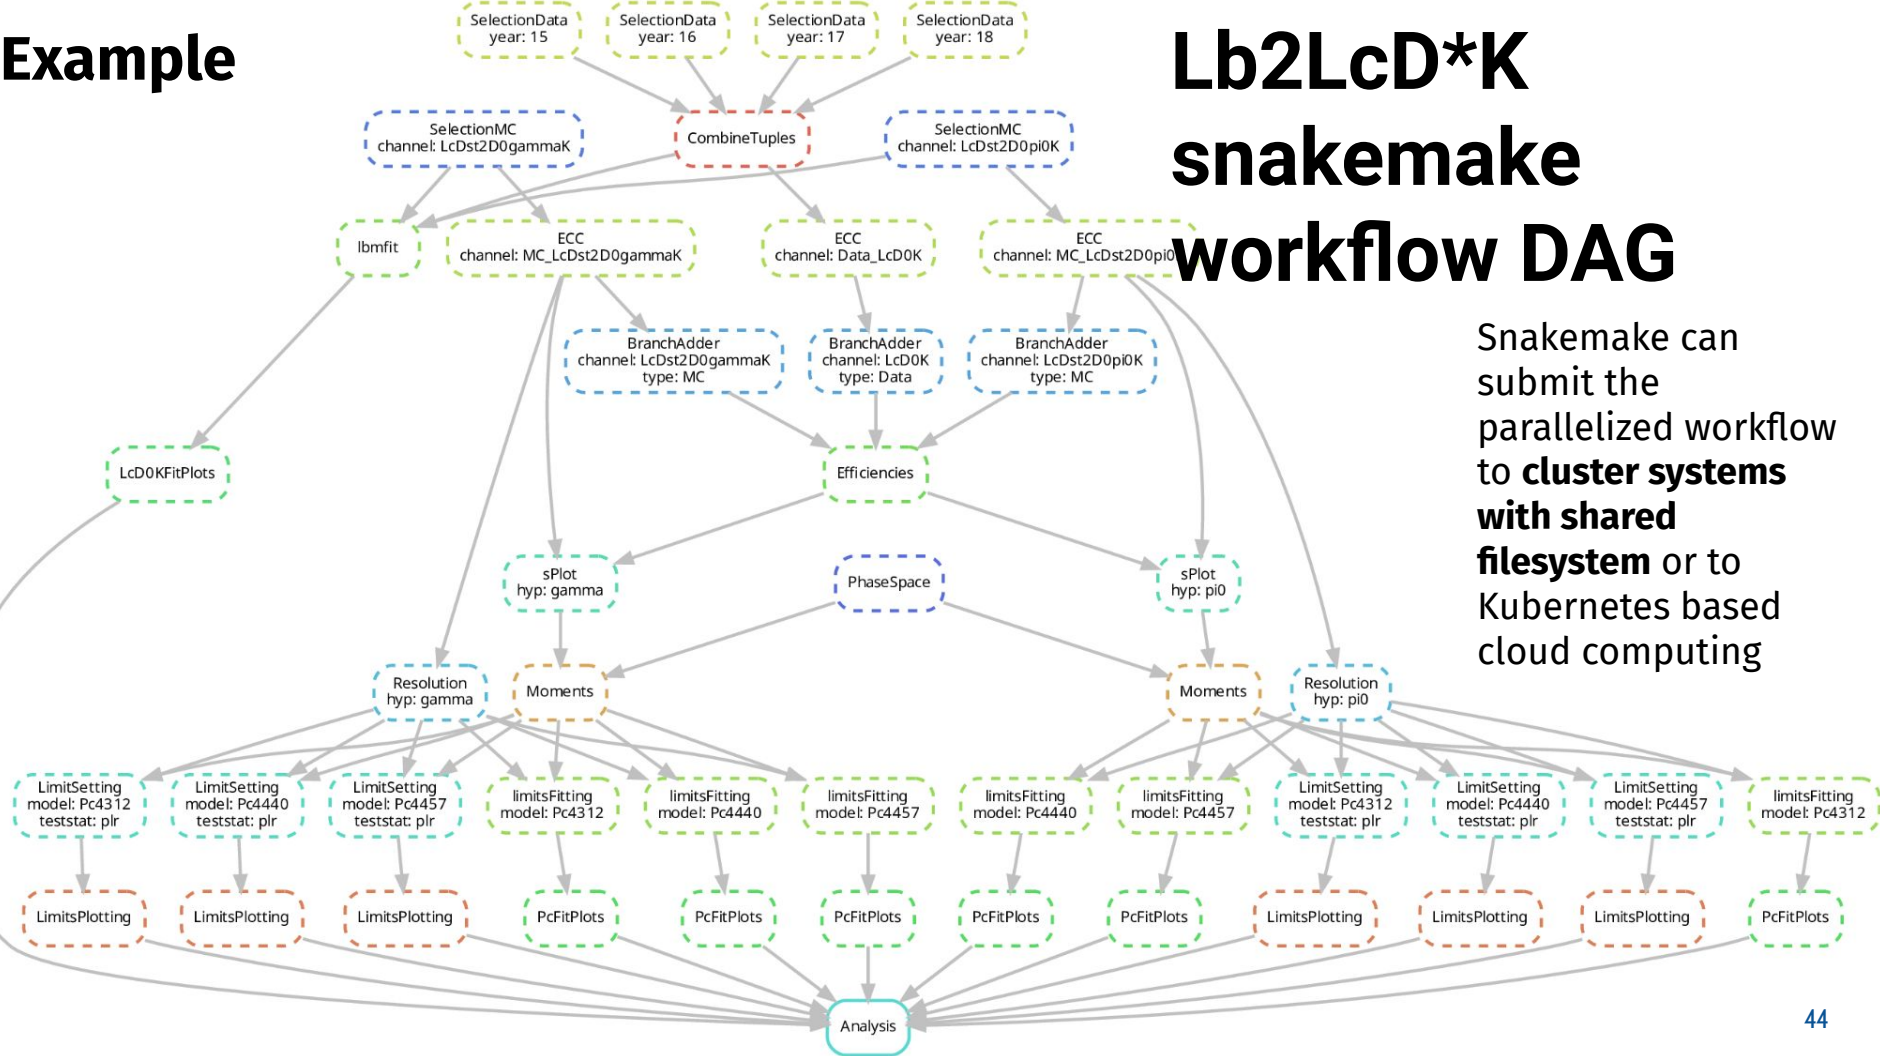 Example
Lb2LcD*K
snakemake
workflow DAG
Snakemake can
submit the
parallelized workflow
to cluster systems
with shared
filesystem or to
Kubernetes based
cloud computing
SelectionData
year: 15
SelectionData
year: 16
SelectionData
year: 17
SelectionData
year: 18
SelectionMC
channel: LcDst2D0gammaK
CombineTuples
SelectionMC
channel: LcDst2D0pi0K
lbmfit
ECC
channel: MC_LcDst2D0gammaK
ECC
channel: Data_LcD0K
ECC
channel: MC_LcDst2D0pi0
BranchAdder
channel: LcDst2D0gammaK
type: MC
BranchAdder
channel: LcD0K
type: Data
BranchAdder
channel: LcDst2D0pi0K
type: MC
LcD0KFitPlots
Efficiencies
sPlot
hyp: gamma
PhaseSpace
sPlot
hyp: pi0
Resolution
hyp: gamma
Moments
Moments
Resolution
hyp: pi0
LimitSetting
model: Pc4312
teststat: plr
LimitSetting
model: Pc4440
teststat: plr
LimitSetting
model: Pc4457
teststat: plr
limitsFitting
model: Pc4312
limitsFitting
model: Pc4440
limitsFitting
model: Pc4457
limitsFitting
model: Pc4440
limitsFitting
model: Pc4457
LimitSetting
model: Pc4312
teststat: plr
LimitSetting
model: Pc4440
teststat: plr
LimitSetting
model: Pc4457
teststat: plr
limitsFitting
model: Pc4312
LimitsPlotting
LimitsPlotting
LimitsPlotting
PcFitPlots
PcFitPlots
PcFitPlots
PcFitPlots
PcFitPlots
LimitsPlotting
LimitsPlotting
LimitsPlotting
PcFitPlots
Analysis
44